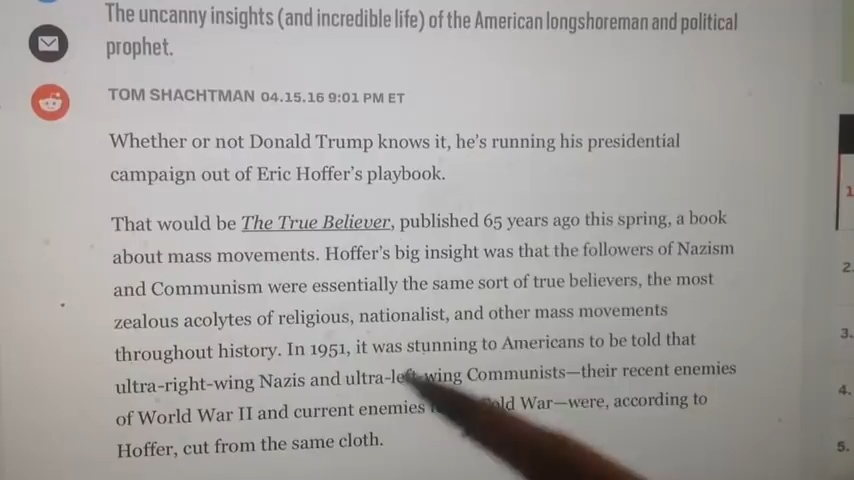 The uncanny insights (and incredible life) of the American longshoreman and political
prophet.
TOM SHACHTMAN 04.15.16 9:01 PM ET
Whether or not Donald Trump knows it, he's running his presidential
campaign out of Eric Hoffer's playbook.
That would be The True Believer, published 65 years ago this spring, a book
about mass movements. Hoffer's big insight was that the followers of Nazism
and Communism were essentially the same sort of true believers, the most
zealous acolytes of religious, nationalist, and other mass movements
throughout history. In 1951, it was stunning to Americans to be told that
ultra-right-wing Nazis and ultra-left-wing Communists—their recent enemies
of World War II and current enemies War—were, according to
Hoffer, cut from the same cloth.
1.
2.
3.
4.
5.